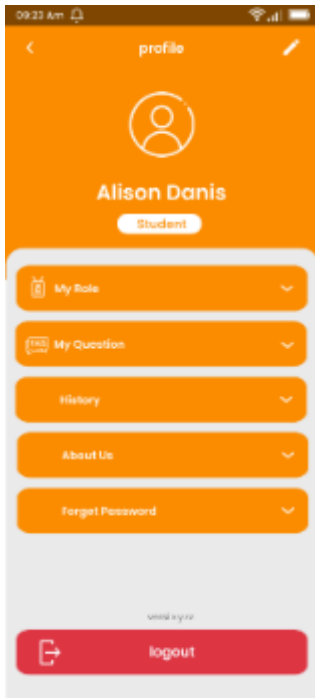 09:23 Am
profile
Alison Danis
Student
My Role
My Question
History
About Us
Forget Password
logout